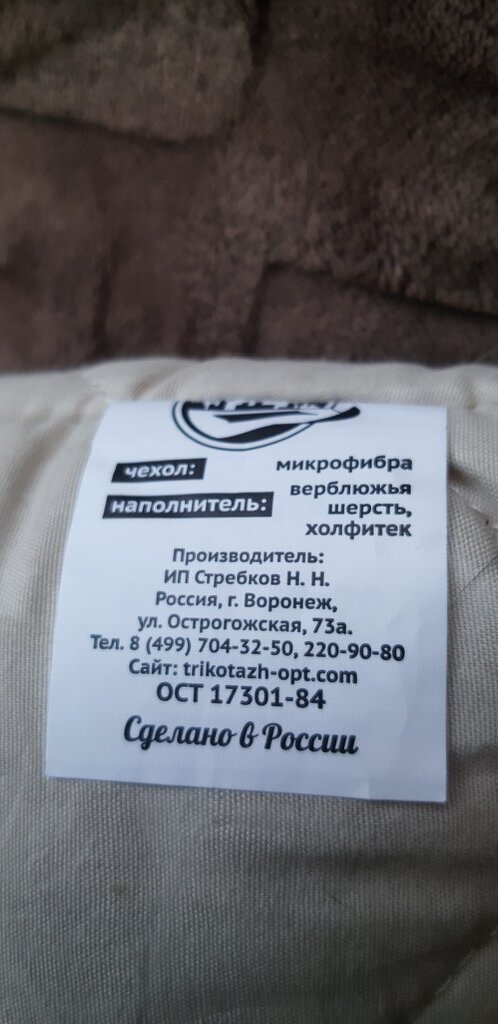 чехол: микрофибра
наполнитель: верблюжья
шерсть,
холфитек
Производитель:
ИП Стребков Н. Н.
Россия, г. Воронеж,
ул. Острогожская, 73а.
Тел. 8 (499) 704-32-50, 220-90-80
Сайт: trikotazh-opt.com
ОСТ 17301-84
Сделано в России